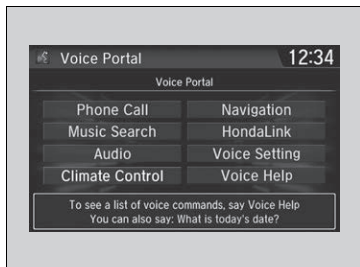 Voice Portal
12:34
Voice Portal
Phone Call
Navigation
Music Search
HondaLink
Audio
Voice Setting
Climate Control
Voice Help
To see a list of voice commands, say Voice Help
You can also say: What is today's date?